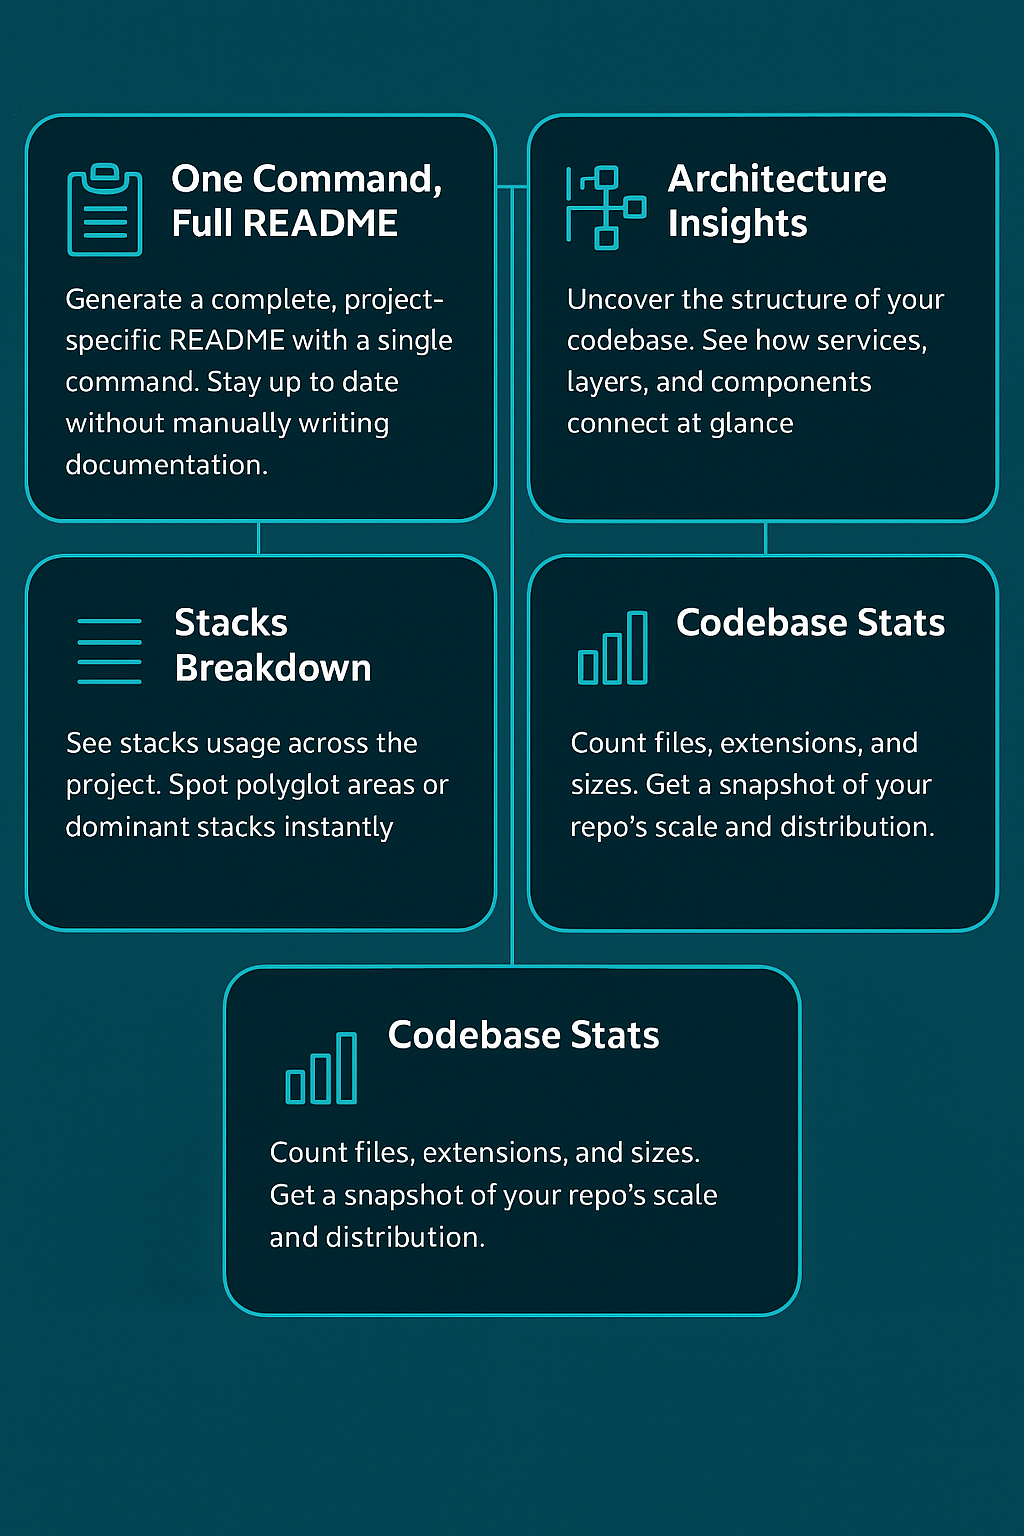 One Command,
Full README
Generate a complete, project-
specific README with a single
command. Stay up to date
without manually writing
documentation.
Architecture
Insights
Uncover the structure of your
codebase. See how services,
layers, and components
connect at glance
Stacks
Breakdown
See stacks usage across the
project. Spot polyglot areas or
dominant stacks instantly
Codebase Stats
Count files, extensions, and
sizes. Get a snapshot of your
repo’s scale and distribution.
Codebase Stats
Count files, extensions, and sizes.
Get a snapshot of your repo’s scale
and distribution.